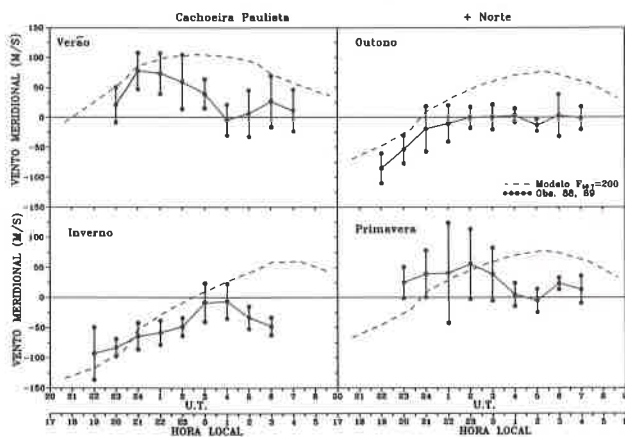 Cachoeira Paulista + Norte
VENTO MERIDIONAL (M/S)
150
100
50
0
-50
-100
-150
Verão
Outono
Modelo F10.7=200
Obs. 88, 89
VENTO MERIDIONAL (M/S)
100
50
0
-50
-100
-150
Inverno
Primavera
20 21 22 23 24 1 2 3 4 5 6 7 8 20 21 22 23 24 1 2 3 4 5 6 7 8
U.T. U.T.
17 18 19 20 21 22 23 0 1 2 3 4 5 17 18 19 20 21 22 23 0 1 2 3 4 5
HORA LOCAL HORA LOCAL